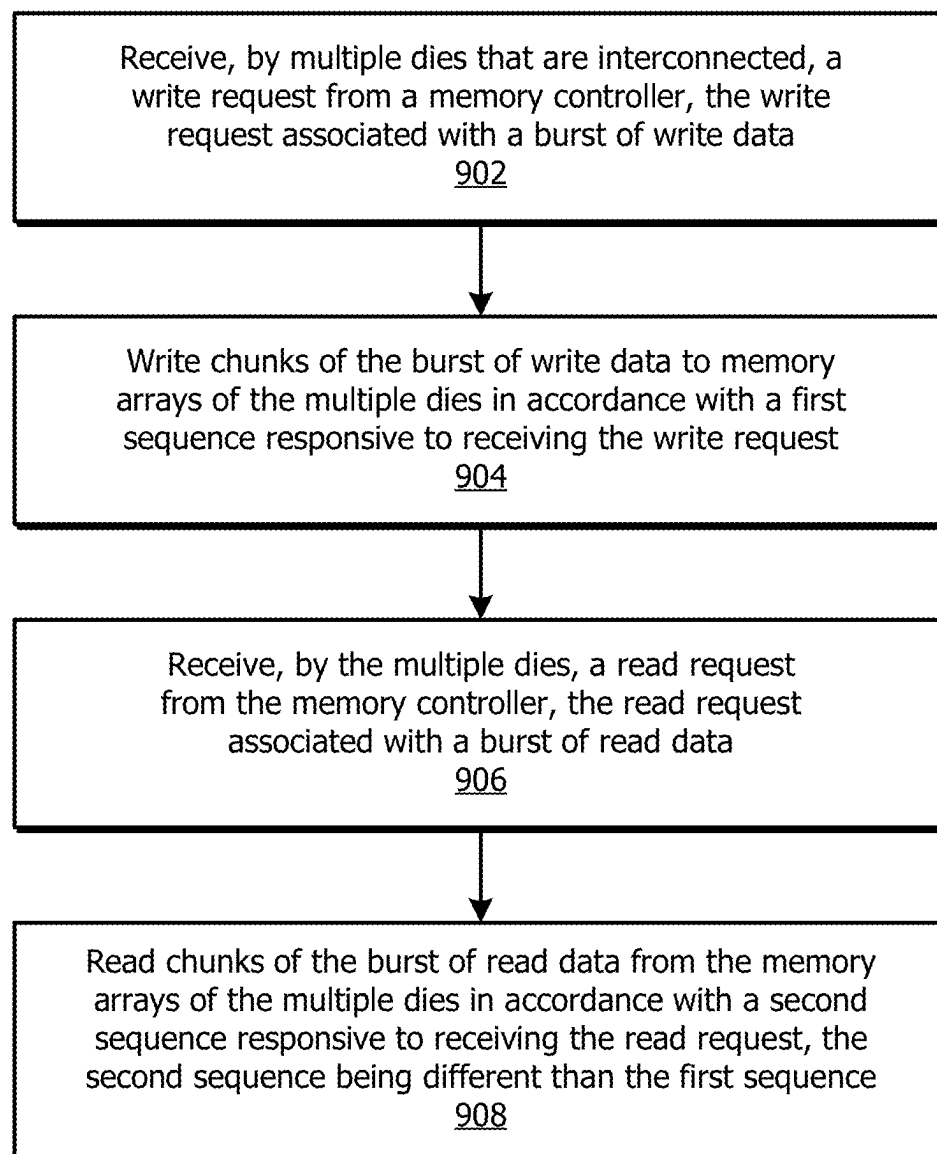 Receive, by multiple dies that are interconnected, a
write request from a memory controller, the write
request associated with a burst of write data
902
Write chunks of the burst of write data to memory
arrays of the multiple dies in accordance with a first
sequence responsive to receiving the write request
904
Receive, by the multiple dies, a read request
from the memory controller, the read request
associated with a burst of read data
906
Read chunks of the burst of read data from the memory
arrays of the multiple dies in accordance with a second
sequence responsive to receiving the read request, the
second sequence being different than the first sequence
908